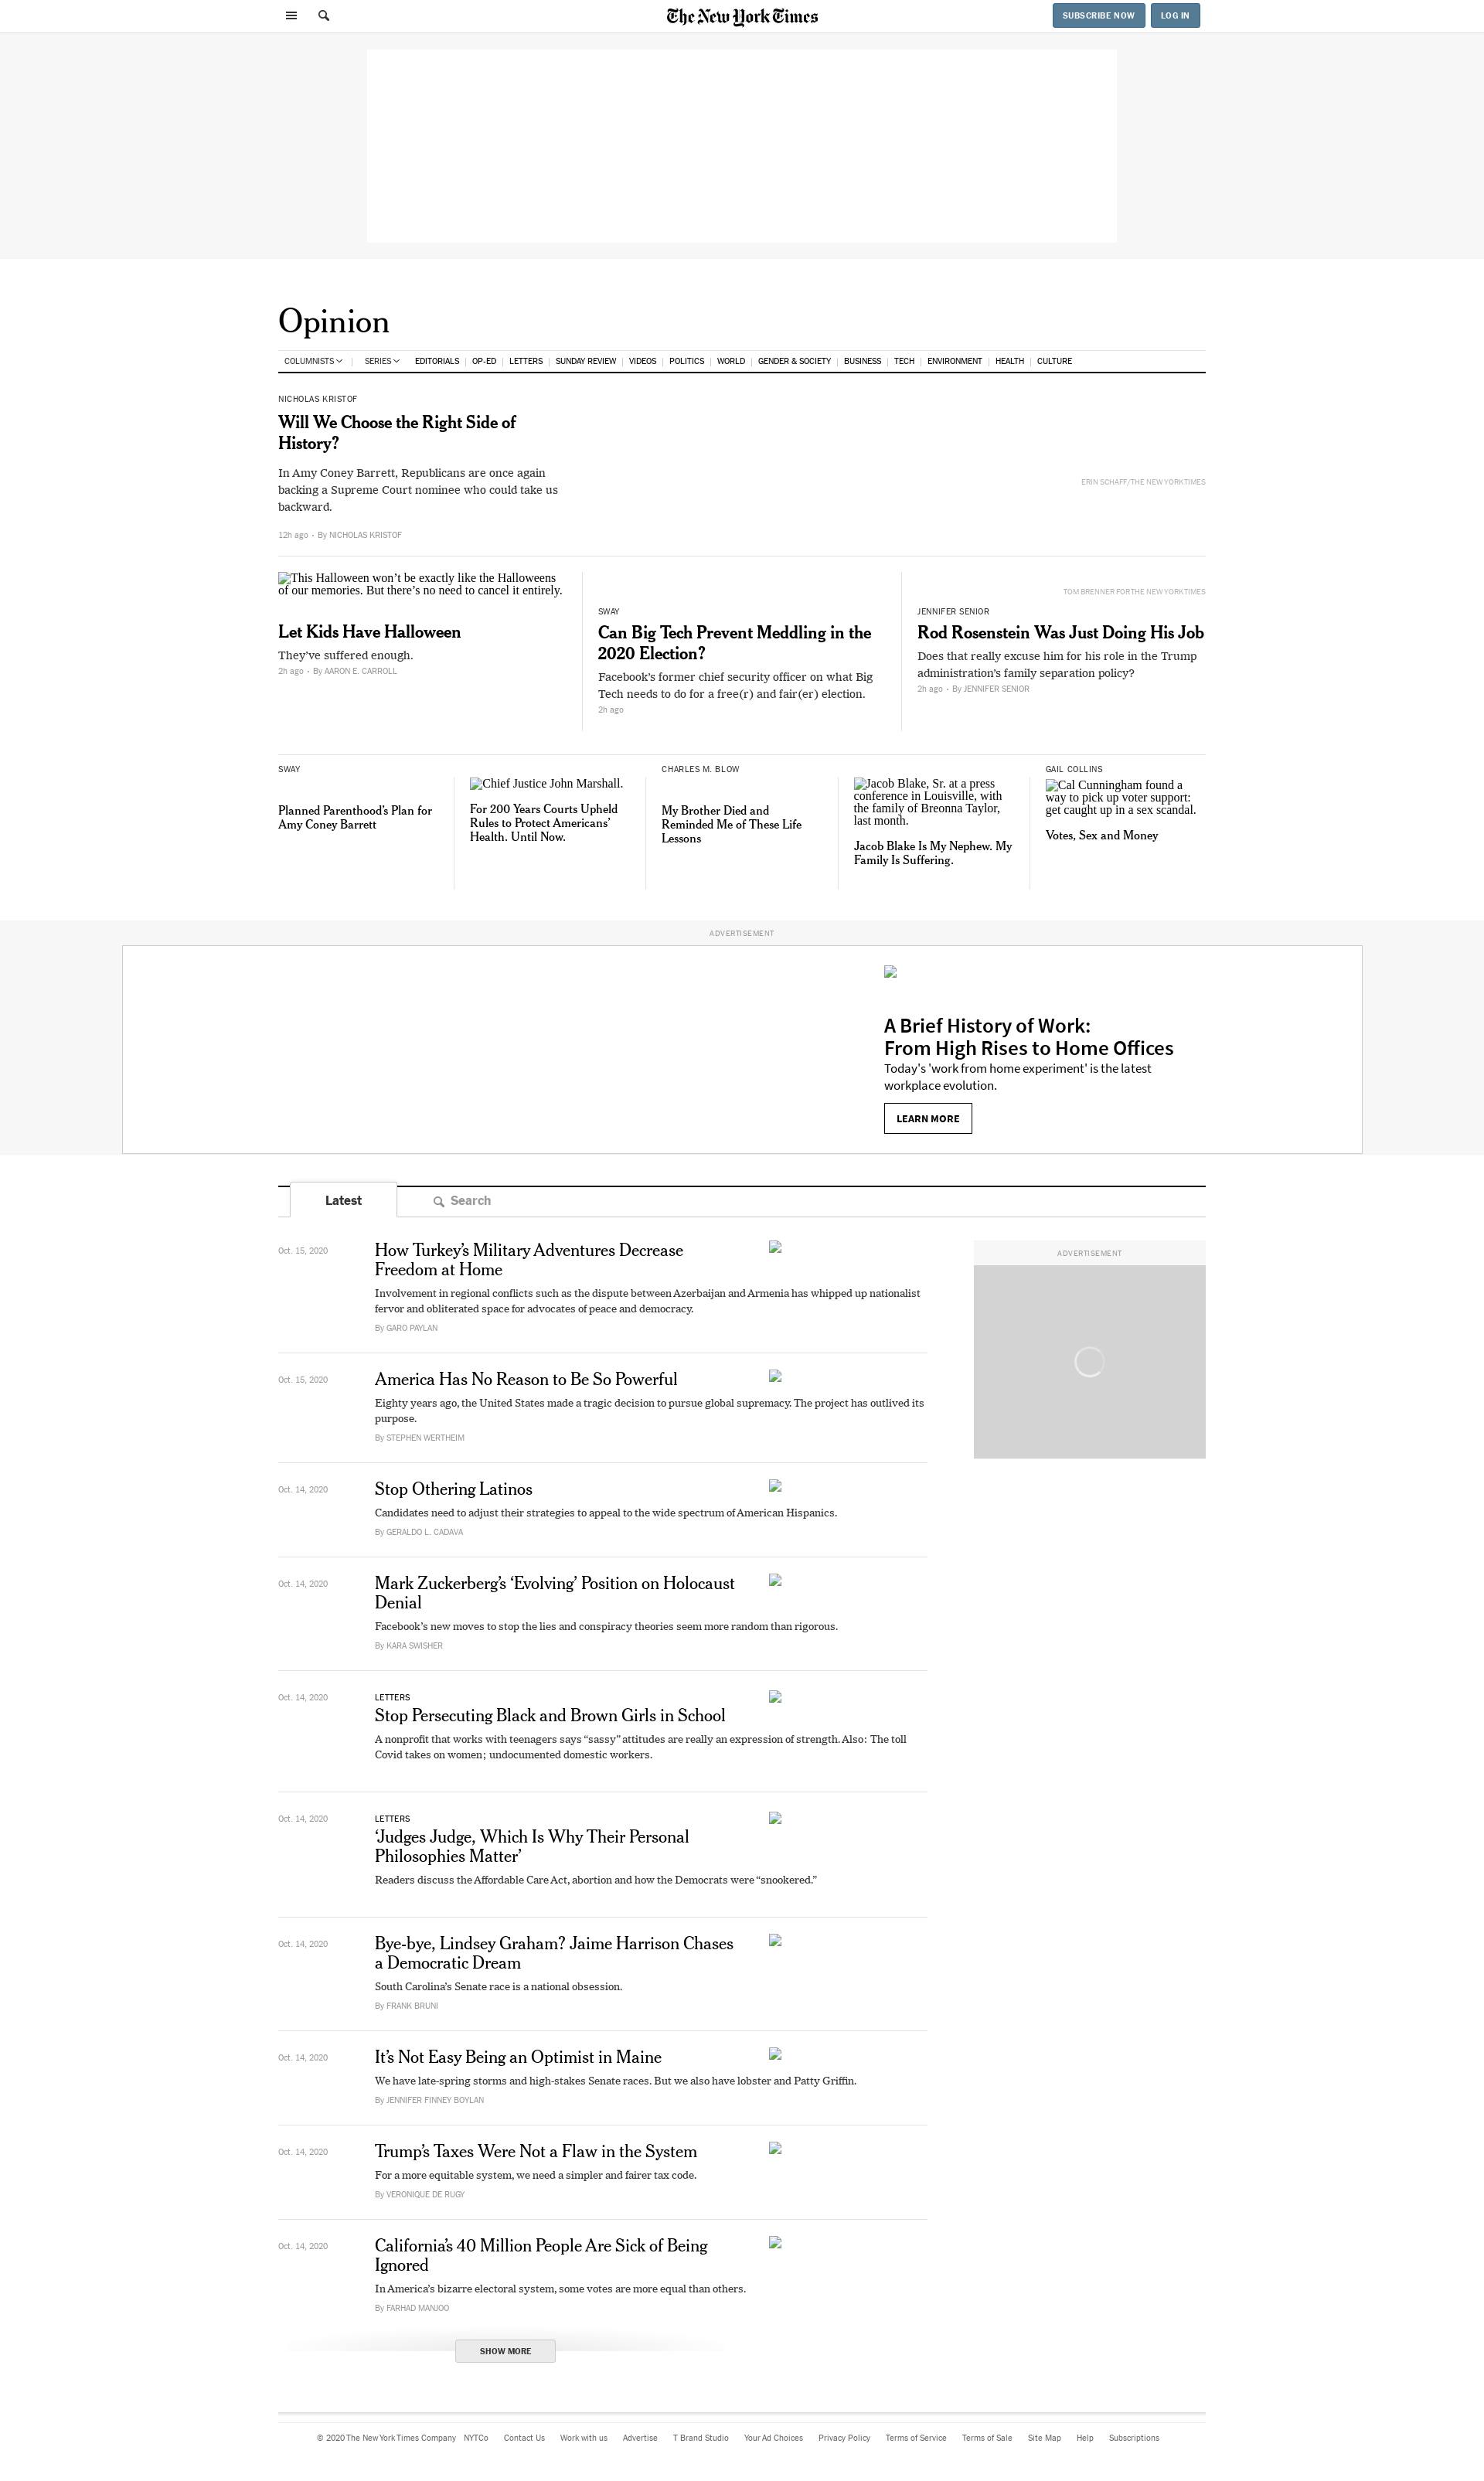 The New York Times
SUBSCRIBE NOW
LOG IN
Opinion
COLUMNISTS
SERIES
EDITORIALS
OP-ED
LETTERS
SUNDAY REVIEW
VIDEOS
POLITICS
WORLD
GENDER & SOCIETY
BUSINESS
TECH
ENVIRONMENT
HEALTH
CULTURE
NICHOLAS KRISTOF
Will We Choose the Right Side of
History?
In Amy Coney Barrett, Republicans are once again
backing a Supreme Court nominee who could take us
backward.
12h ago • By NICHOLAS KRISTOF
ERIN SCHAFF/THE NEW YORK TIMES
This Halloween won’t be exactly like the Halloweens
of our memories. But there’s no need to cancel it entirely.
Let Kids Have Halloween
They’ve suffered enough.
2h ago • By AARON E. CARROLL
SWAY
Can Big Tech Prevent Meddling in the
2020 Election?
Facebook’s former chief security officer on what Big
Tech needs to do for a free(r) and fair(er) election.
2h ago
TOM BRENNER FOR THE NEW YORK TIMES
JENNIFER SENIOR
Rod Rosenstein Was Just Doing His Job
Does that really excuse him for his role in the Trump
administration’s family separation policy?
2h ago • By JENNIFER SENIOR
SWAY
Planned Parenthood’s Plan for
Amy Coney Barrett
Chief Justice John Marshall.
For 200 Years Courts Upheld
Rules to Protect Americans’
Health. Until Now.
CHARLES M. BLOW
My Brother Died and
Reminded Me of These Life
Lessons
Jacob Blake, Sr. at a press
conference in Louisville, with
the family of Breonna Taylor,
last month.
Jacob Blake Is My Nephew. My
Family Is Suffering.
GAIL COLLINS
Cal Cunningham found a
way to pick up voter support:
get caught up in a sex scandal.
Votes, Sex and Money
ADVERTISEMENT
A Brief History of Work:
From High Rises to Home Offices
Today's 'work from home experiment' is the latest
workplace evolution.
LEARN MORE
Latest
Search
Oct. 15, 2020
How Turkey’s Military Adventures Decrease
Freedom at Home
Involvement in regional conflicts such as the dispute between Azerbaijan and Armenia has whipped up nationalist
fervor and obliterated space for advocates of peace and democracy.
By GARO PAYLAN
ADVERTISEMENT
Oct. 15, 2020
America Has No Reason to Be So Powerful
Eighty years ago, the United States made a tragic decision to pursue global supremacy. The project has outlived its
purpose.
By STEPHEN WERTHEIM
Oct. 14, 2020
Stop Othering Latinos
Candidates need to adjust their strategies to appeal to the wide spectrum of American Hispanics.
By GERALDO L. CADAVA
Oct. 14, 2020
Mark Zuckerberg’s ‘Evolving’ Position on Holocaust
Denial
Facebook’s new moves to stop the lies and conspiracy theories seem more random than rigorous.
By KARA SWISHER
Oct. 14, 2020
LETTERS
Stop Persecuting Black and Brown Girls in School
A nonprofit that works with teenagers says “sassy” attitudes are really an expression of strength. Also: The toll
Covid takes on women; undocumented domestic workers.
Oct. 14, 2020
LETTERS
‘Judges Judge, Which Is Why Their Personal
Philosophies Matter’
Readers discuss the Affordable Care Act, abortion and how the Democrats were “snookered.”
Oct. 14, 2020
Bye-bye, Lindsey Graham? Jaime Harrison Chases
a Democratic Dream
South Carolina’s Senate race is a national obsession.
By FRANK BRUNI
Oct. 14, 2020
It’s Not Easy Being an Optimist in Maine
We have late-spring storms and high-stakes Senate races. But we also have lobster and Patty Griffin.
By JENNIFER FINNEY BOYLAN
Oct. 14, 2020
Trump’s Taxes Were Not a Flaw in the System
For a more equitable system, we need a simpler and fairer tax code.
By VERONIQUE DE RUGY
Oct. 14, 2020
California’s 40 Million People Are Sick of Being
Ignored
In America’s bizarre electoral system, some votes are more equal than others.
By FARHAD MANJOO
SHOW MORE
© 2020 The New York Times Company NYTCo Contact Us Work with us Advertise T Brand Studio Your Ad Choices Privacy Policy Terms of Service Terms of Sale Site Map Help Subscriptions